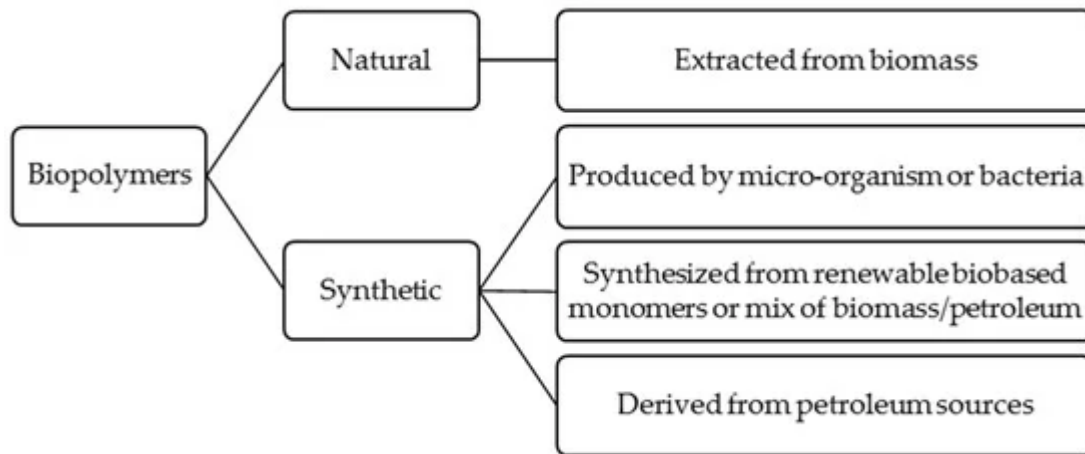 Biopolymers
Natural
Extracted from biomass
Synthetic
Produced by micro-organism or bacteria
Synthesized from renewable biobased
monomers or mix of biomass/petroleum
Derived from petroleum sources